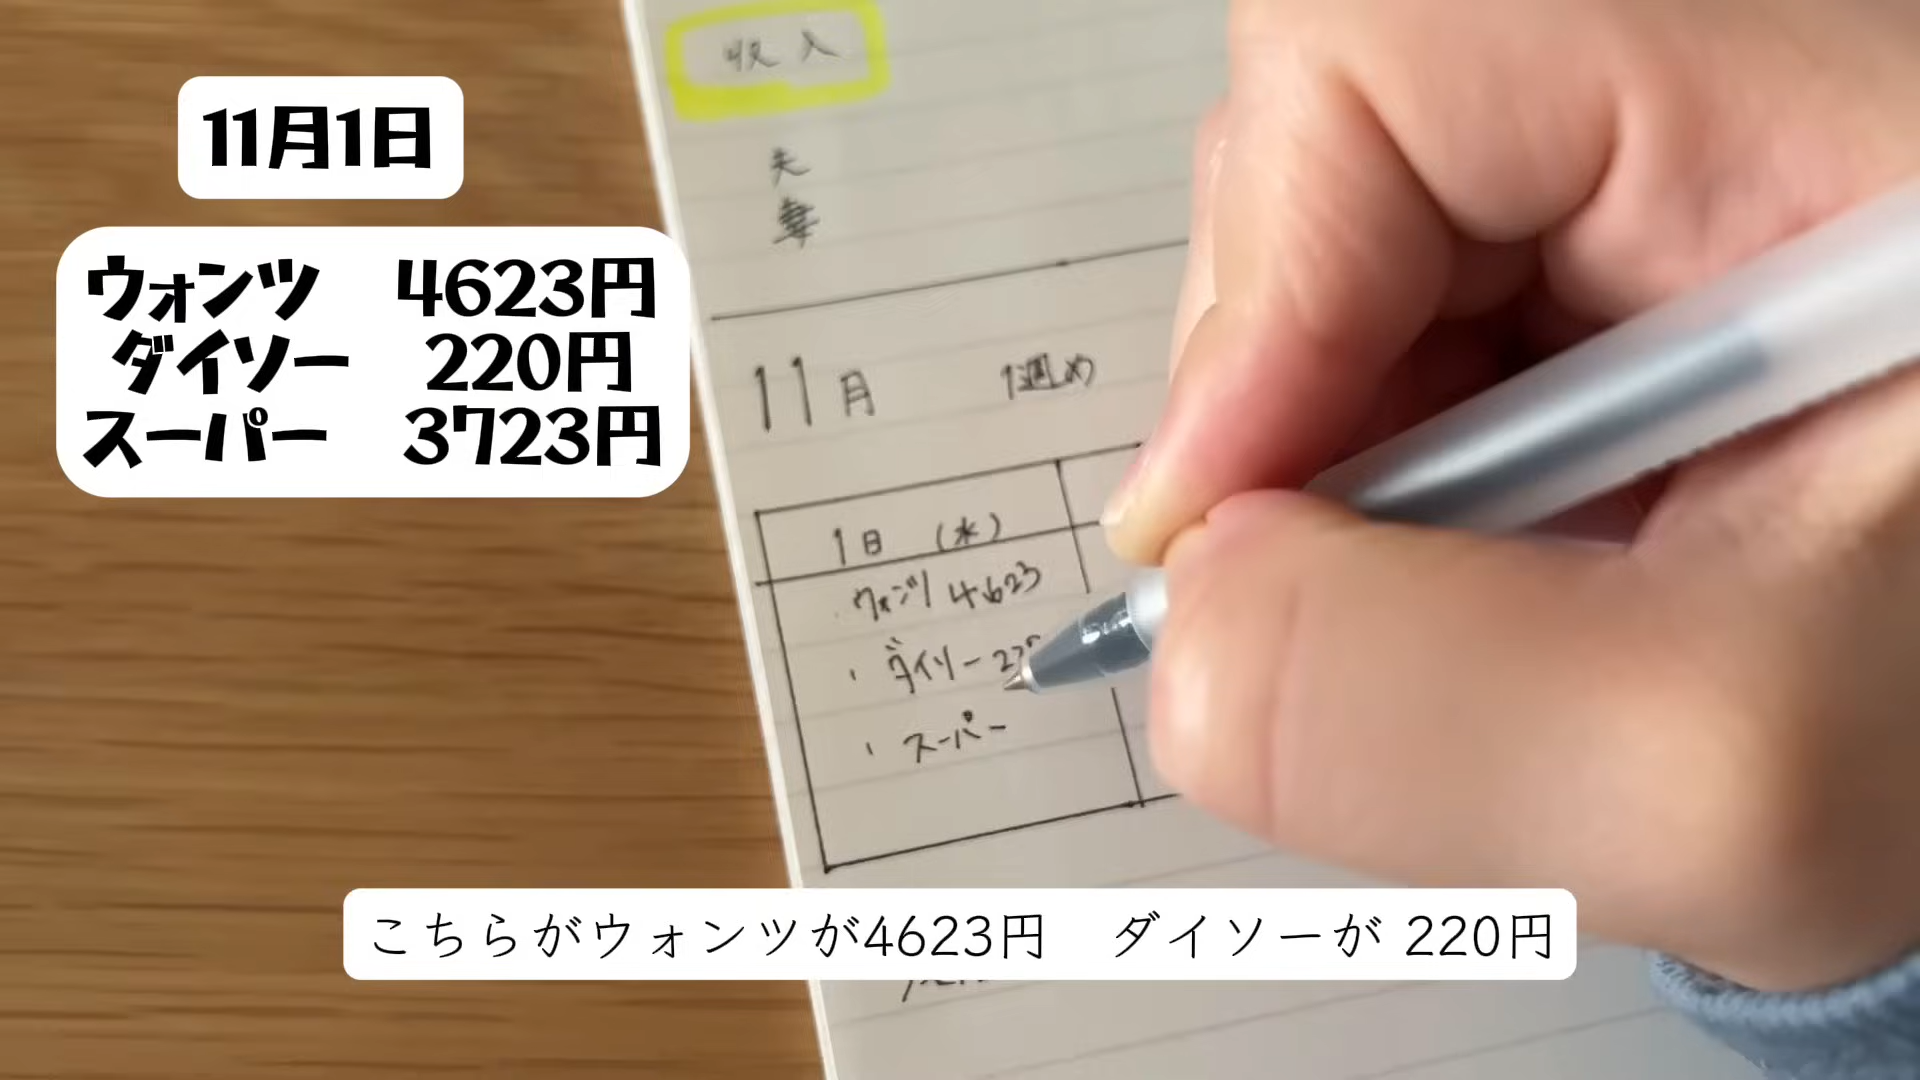 11月1日
ウォンツ 4623円
ダイソー 220円
スーパー 3723円
収入
夫
妻
11月 1週め
1日 (水)
ウォンツ 4623
ダイソー 22
スーパー
こちらがウォンツが4623円 ダイソーが 220円